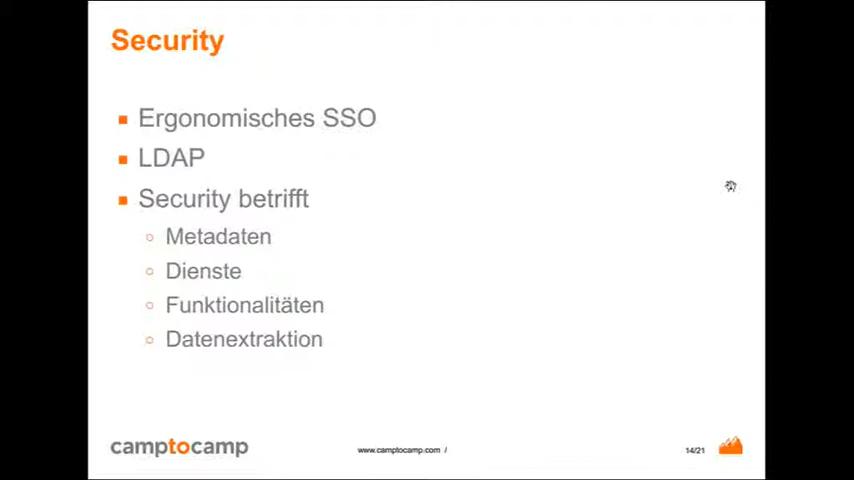 Security
Ergonomisches SSO
LDAP
Security betrifft
Metadaten
Dienste
Funktionalitäten
Datenextraktion
camptocamp
www.camptocamp.com /
14/21